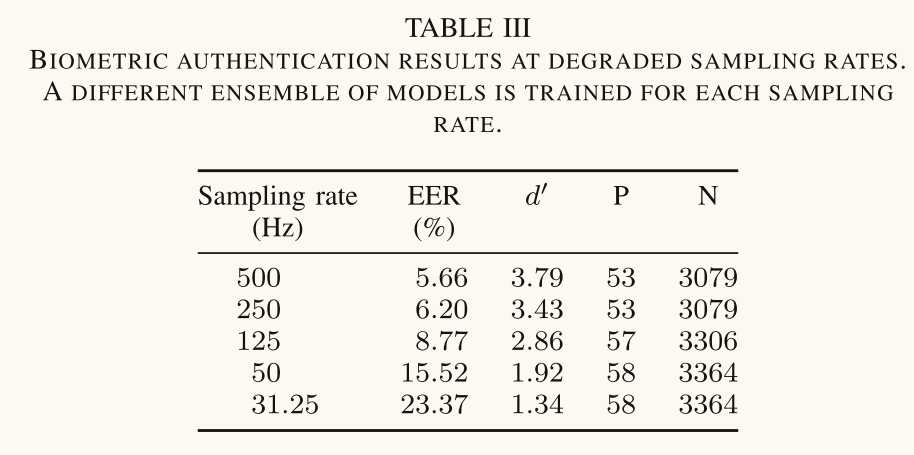 TABLE III
BIOMETRIC AUTHENTICATION RESULTS AT DEGRADED SAMPLING RATES.
A DIFFERENT ENSEMBLE OF MODELS IS TRAINED FOR EACH SAMPLING
RATE.
Sampling rate EER d′ P N
(Hz) (%)
500 5.66 3.79 53 3079
250 6.20 3.43 53 3079
125 8.77 2.86 57 3306
50 15.52 1.92 58 3364
31.25 23.37 1.34 58 3364